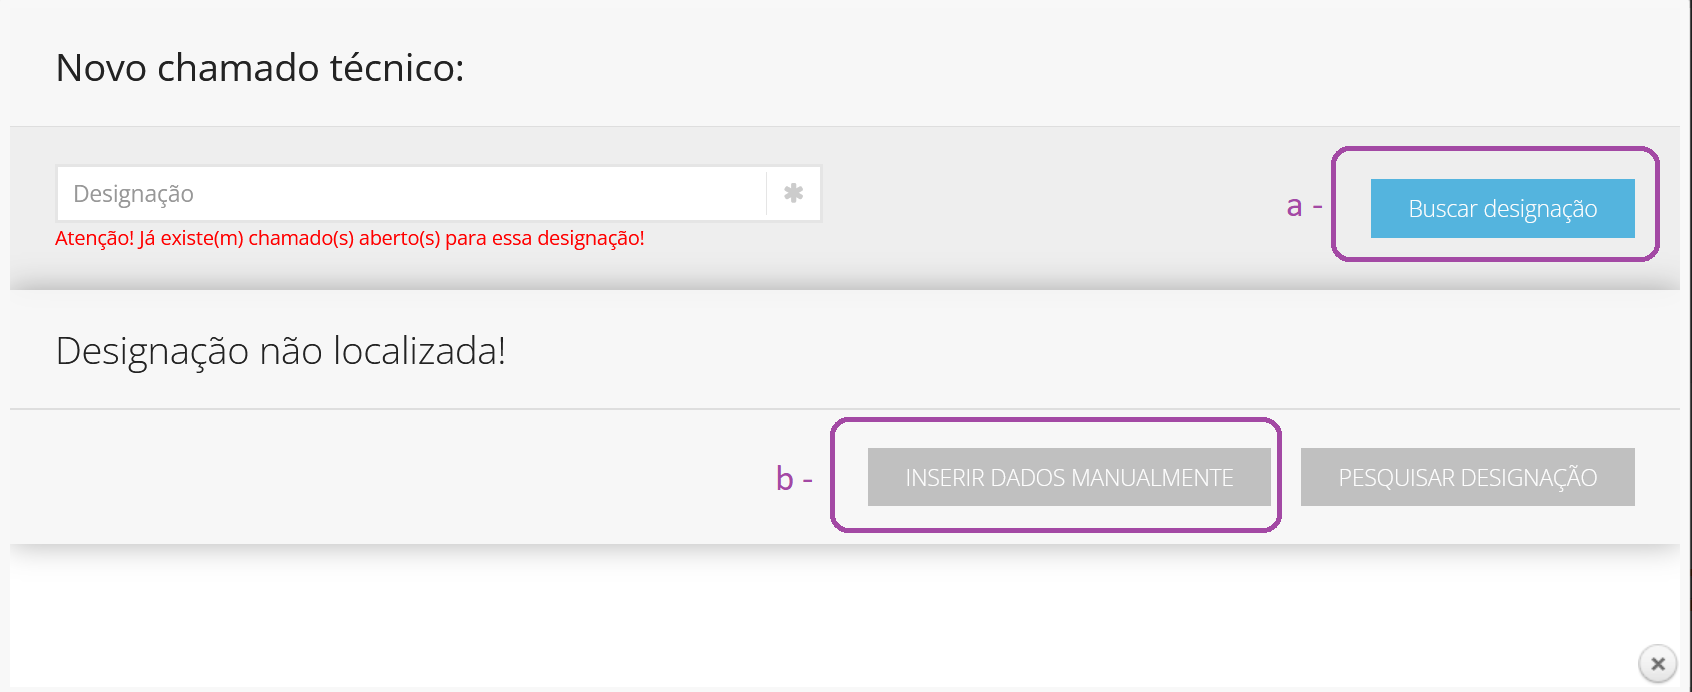 Novo chamado técnico:
Designação
a - Buscar designação
Atenção! Já existe(m) chamado(s) aberto(s) para essa designação!
Designação não localizada!
b - INSERIR DADOS MANUALMENTE PESQUISAR DESIGNAÇÃO